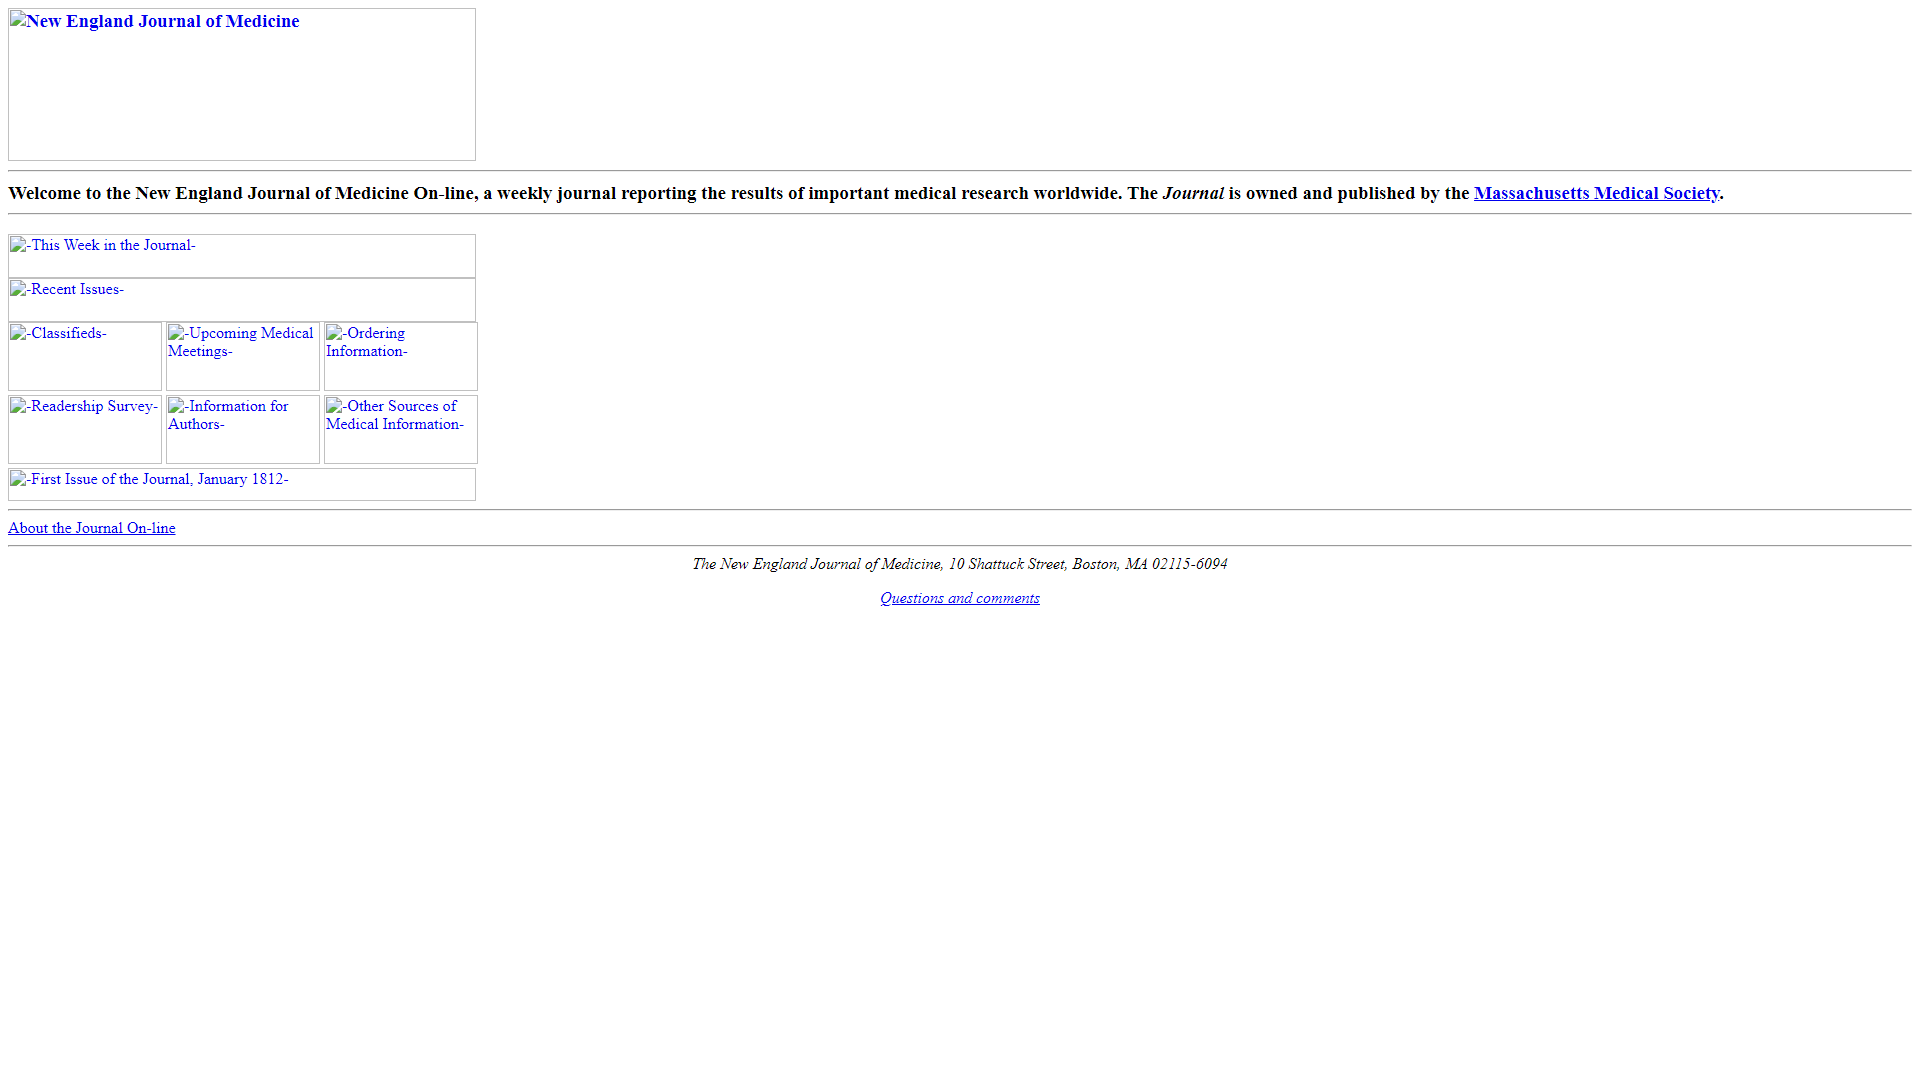 New England Journal of Medicine
Welcome to the New England Journal of Medicine On-line, a weekly journal reporting the results of important medical research worldwide. The Journal is owned and published by the Massachusetts Medical Society.
-This Week in the Journal-
-Recent Issues-
-Classifieds-
-Upcoming Medical
Meetings-
-Ordering
Information-
-Readership Survey-
-Information for
Authors-
-Other Sources of
Medical Information-
-First Issue of the Journal, January 1812-
About the Journal On-line
The New England Journal of Medicine, 10 Shattuck Street, Boston, MA 02115-6094
Questions and comments